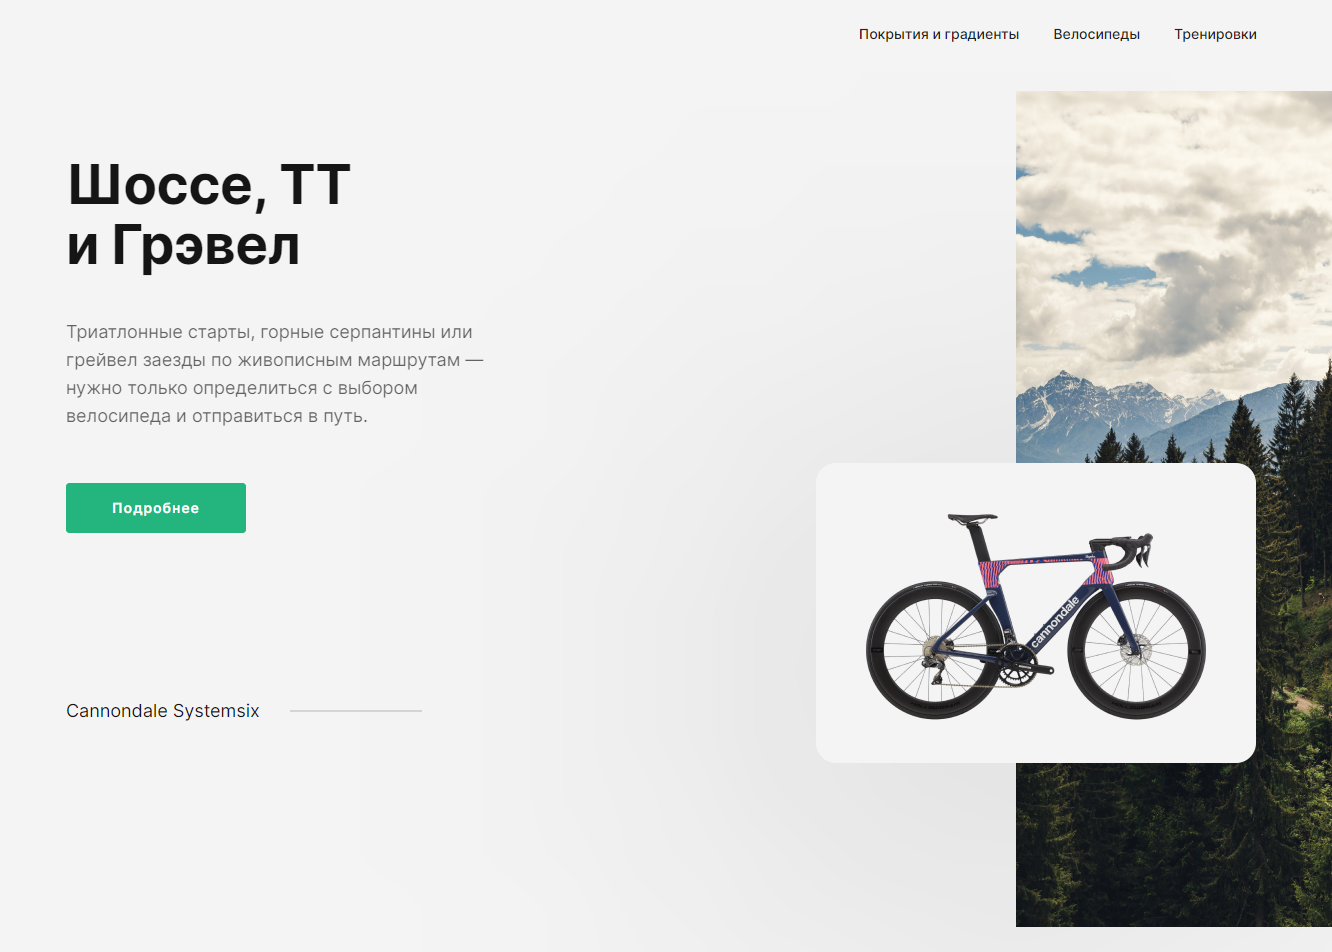 Покрытия и градиенты Велосипеды Тренировки
Шоссе, ТТ
и Грэвел
Триатлонные старты, горные серпантины или
грейвел заезды по живописным маршрутам —
нужно только определиться с выбором
велосипеда и отправиться в путь.
Подробнее
cannondale
Cannondale Systemsix